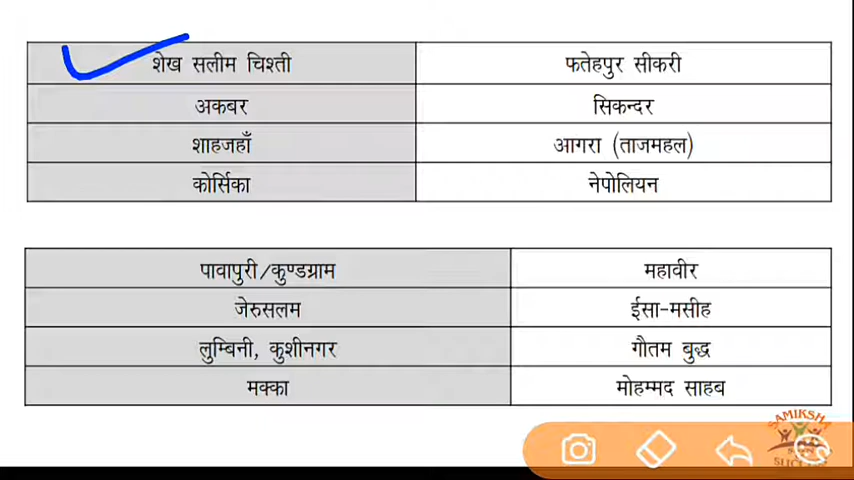 शेख सलीम चिश्ती फतेहपुर सीकरी
अकबर सिकन्दर
शाहजहाँ आगरा (ताजमहल)
कोर्सिका नेपोलियन
पावापुरी/कुण्डग्राम महावीर
जेरुसलम ईसा-मसीह
लुम्बिनी, कुशीनगर गौतम बुद्ध
मक्का मोहम्मद साहब
SAMIKSHA